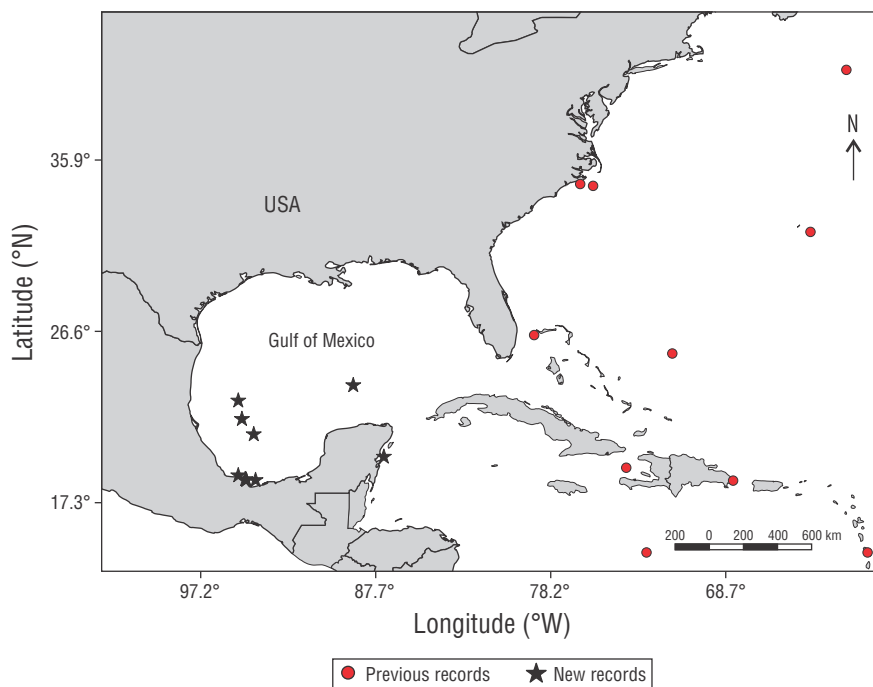 N
35.9°
USA
Latitude (°N)
26.6°
Gulf of Mexico
17.3°
200 0 200 400 600 km
97.2° 87.7° 78.2° 68.7°
Longitude (°W)
Previous records New records